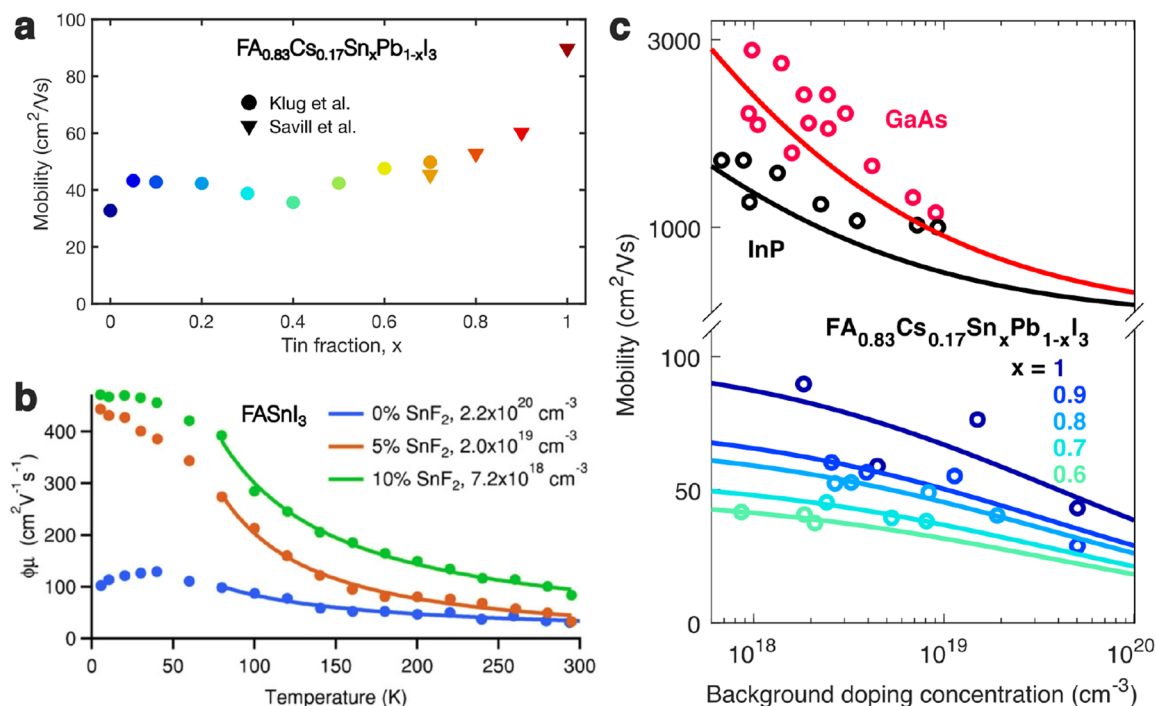 a
100
80
60
40
20
0
Mobility (cm²/Vs)
FA₀.₈₃Cs₀.₁₇SnₓPb₁₋ₓI₃
Klug et al.
Savill et al.
0
0.2
0.4
0.6
0.8
1
Tin fraction, x
b
400
300
200
100
0
ϕμ (cm² V⁻¹ s⁻¹)
FASnI₃
0% SnF₂, 2.2x10²⁰ cm⁻³
5% SnF₂, 2.0x10¹⁹ cm⁻³
10% SnF₂, 7.2x10¹⁸ cm⁻³
0
50
100
150
200
250
300
Temperature (K)
c
3000
1000
100
50
0
Mobility (cm²/Vs)
GaAs
InP
FA₀.₈₃Cs₀.₁₇SnₓPb₁₋ₓI₃
x = 1
0.9
0.8
0.7
0.6
10¹⁸
10¹⁹
10²⁰
Background doping concentration (cm⁻³)